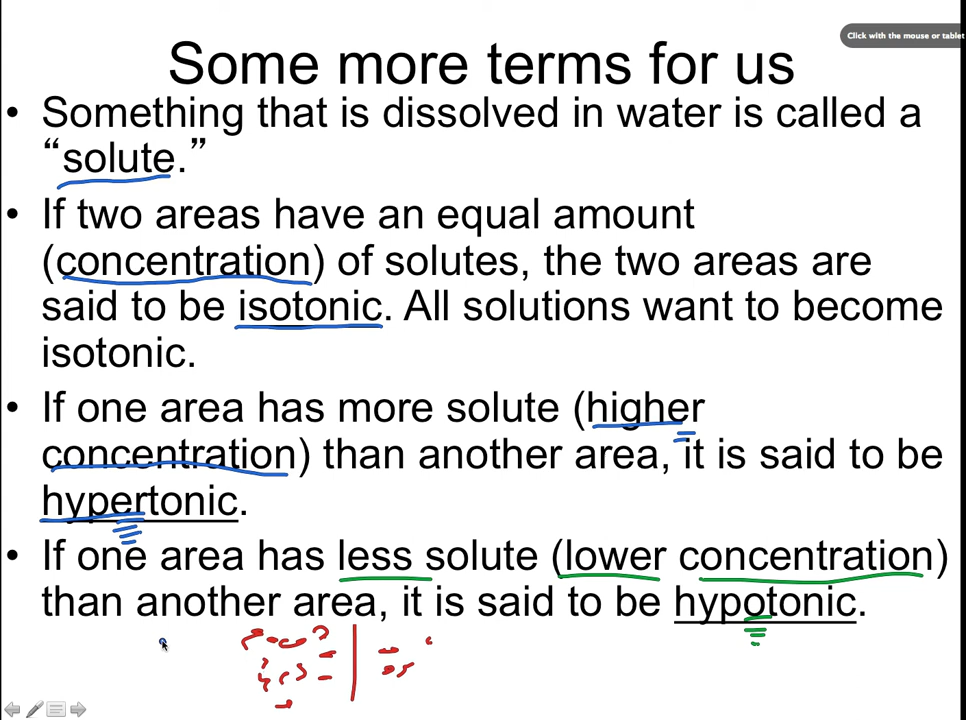 Click with the mouse or tablet
Some more terms for us
• Something that is dissolved in water is called a
“solute.”
• If two areas have an equal amount
(concentration) of solutes, the two areas are
said to be isotonic. All solutions want to become
isotonic.
• If one area has more solute (higher
concentration) than another area, it is said to be
hypertonic.
• If one area has less solute (lower concentration)
than another area, it is said to be hypotonic.